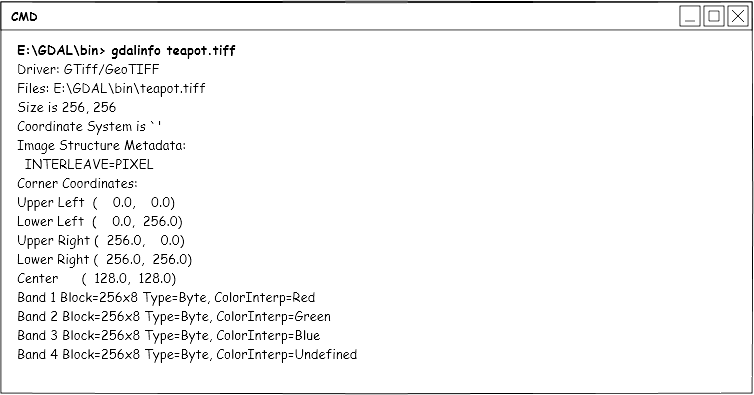 CMD
E:\GDAL\bin> gdalinfo teapot.tiff
Driver: GTiff/GeoTIFF
Files: E:\GDAL\bin\teapot.tiff
Size is 256, 256
Coordinate System is `'
Image Structure Metadata:
  INTERLEAVE=PIXEL
Corner Coordinates:
Upper Left  (    0.0,    0.0)
Lower Left  (    0.0,  256.0)
Upper Right (  256.0,    0.0)
Lower Right (  256.0,  256.0)
Center      (  128.0,  128.0)
Band 1 Block=256x8 Type=Byte, ColorInterp=Red
Band 2 Block=256x8 Type=Byte, ColorInterp=Green
Band 3 Block=256x8 Type=Byte, ColorInterp=Blue
Band 4 Block=256x8 Type=Byte, ColorInterp=Undefined